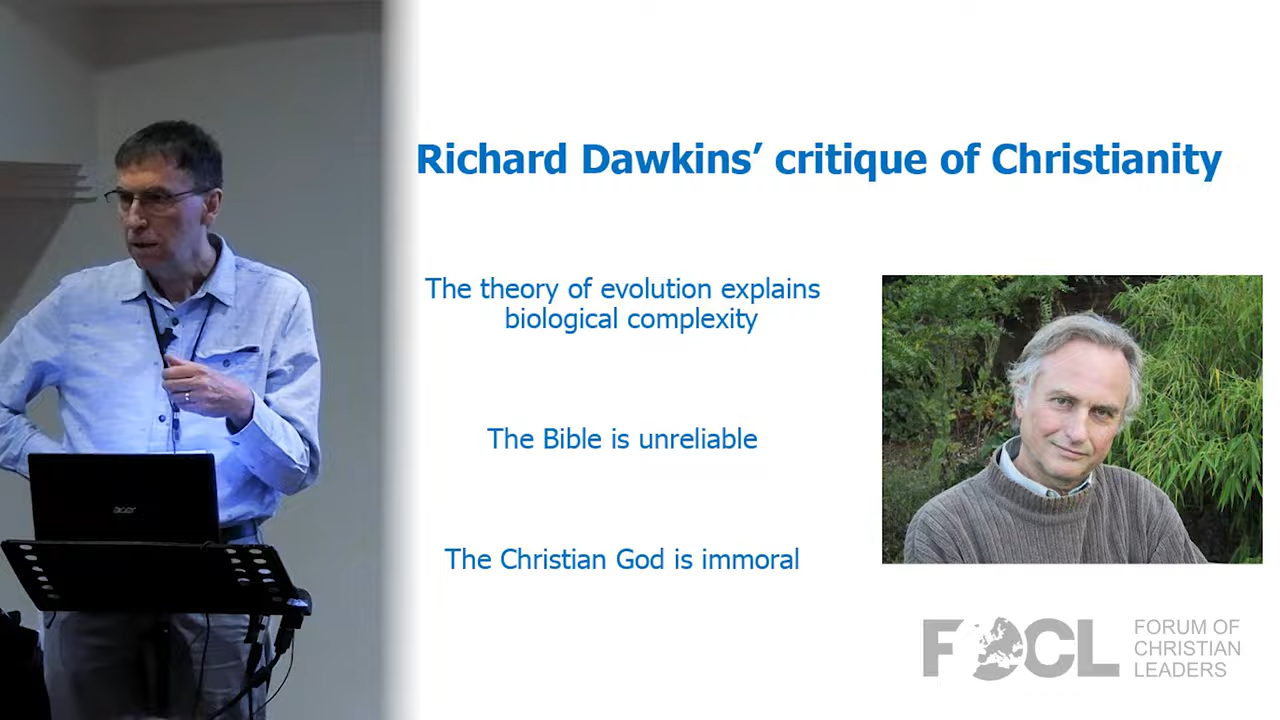 Richard Dawkins’ critique of Christianity
The theory of evolution explains
biological complexity
The Bible is unreliable
The Christian God is immoral
acer
FOCL
FORUM OF
CHRISTIAN
LEADERS